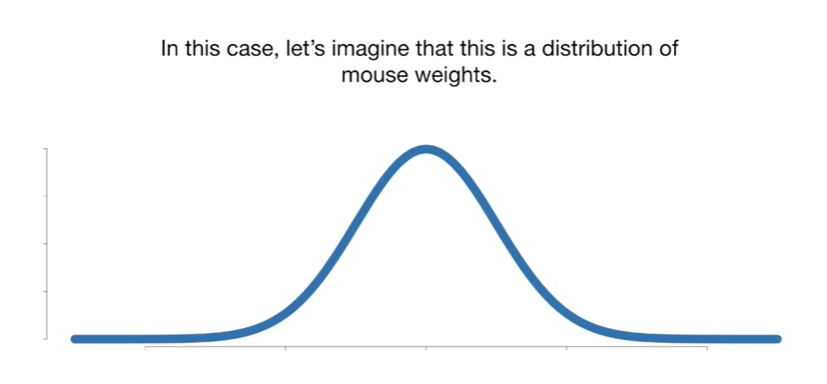 In this case, let’s imagine that this is a distribution of
mouse weights.